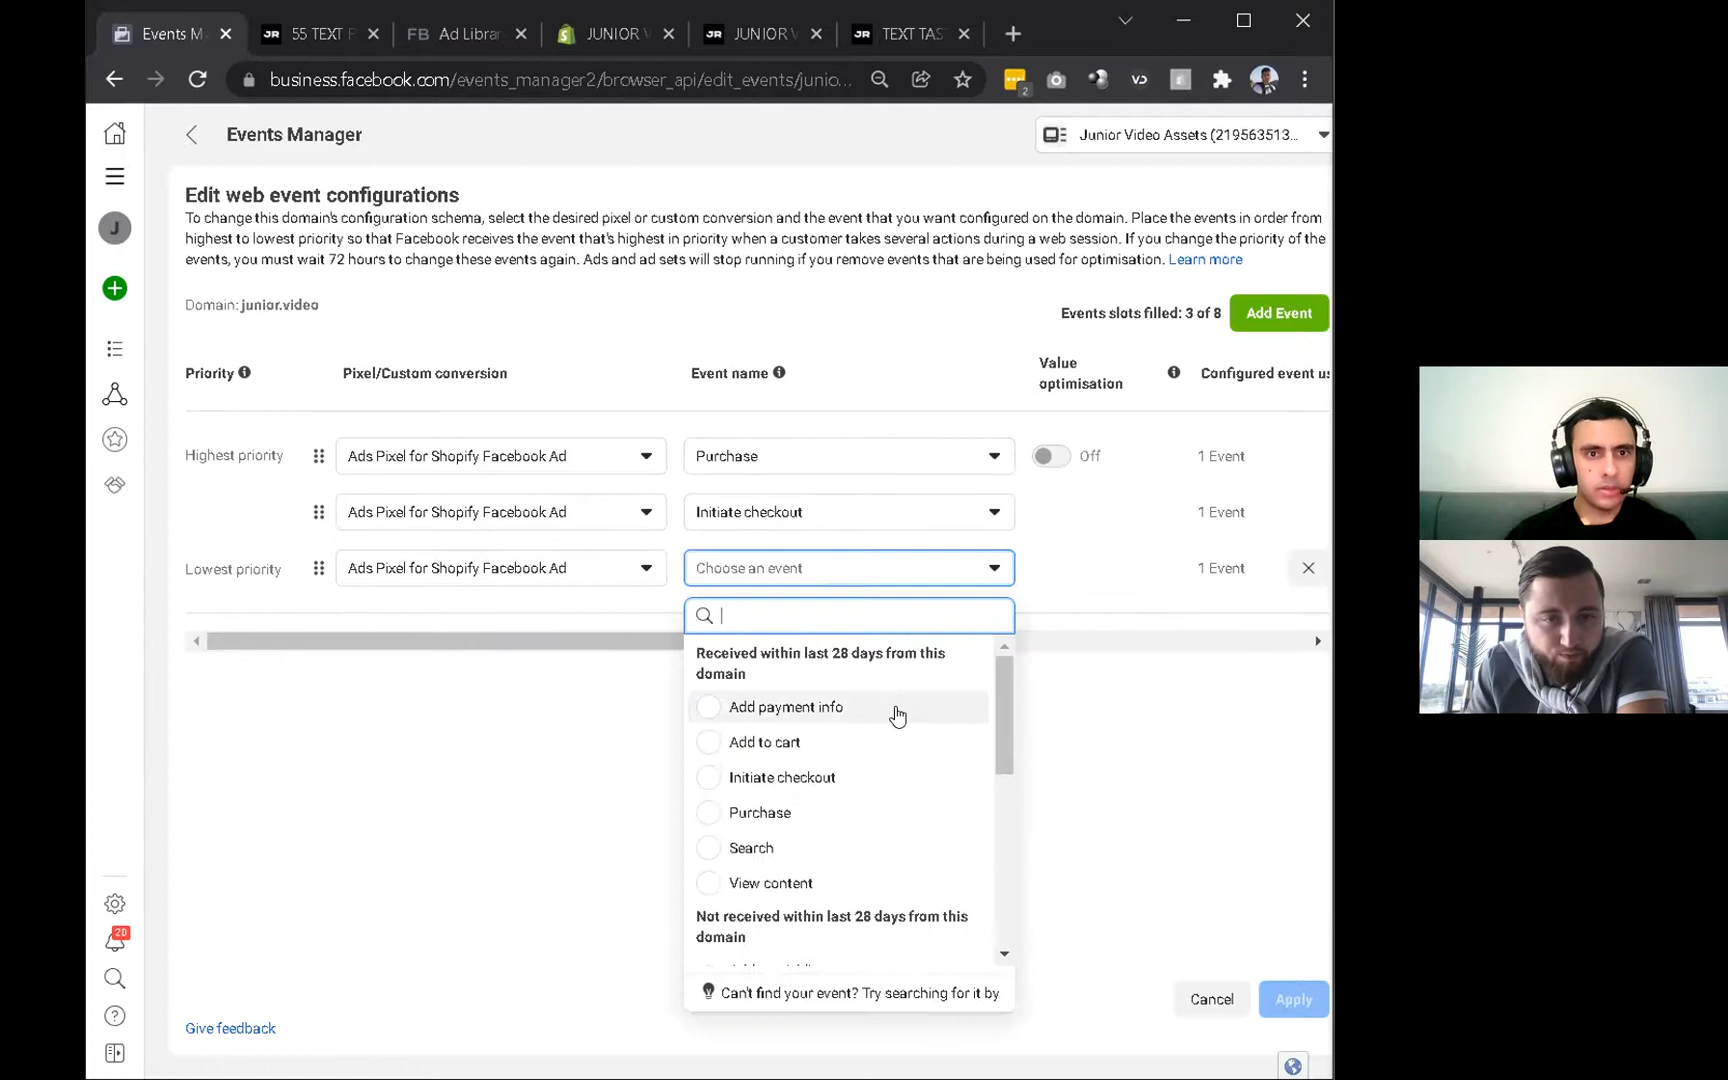 Events M
JR 55 TEXT P
FB Ad Librar
JUNIOR V
JR JUNIOR V
JR TEXT TAS
business.facebook.com/events_manager2/browser_api/edit_events/junio...
2
Events Manager
Junior Video Assets (219563513...
J
Edit web event configurations
To change this domain's configuration schema, select the desired pixel or custom conversion and the event that you want configured on the domain. Place the events in order from
highest to lowest priority so that Facebook receives the event that's highest in priority when a customer takes several actions during a web session. If you change the priority of the
events, you must wait 72 hours to change these events again. Ads and ad sets will stop running if you remove events that are being used for optimisation. Learn more
Domain: junior.video
Events slots filled: 3 of 8
Add Event
Priority
Pixel/Custom conversion
Event name
Value
optimisation
Configured event us
Highest priority
Ads Pixel for Shopify Facebook Ad
Purchase
Off
1 Event
Ads Pixel for Shopify Facebook Ad
Initiate checkout
1 Event
Lowest priority
Ads Pixel for Shopify Facebook Ad
Choose an event
1 Event
Received within last 28 days from this
domain
Add payment info
Add to cart
Initiate checkout
Purchase
Search
View content
Not received within last 28 days from this
domain
Can't find your event? Try searching for it by
20
Cancel
Apply
Give feedback